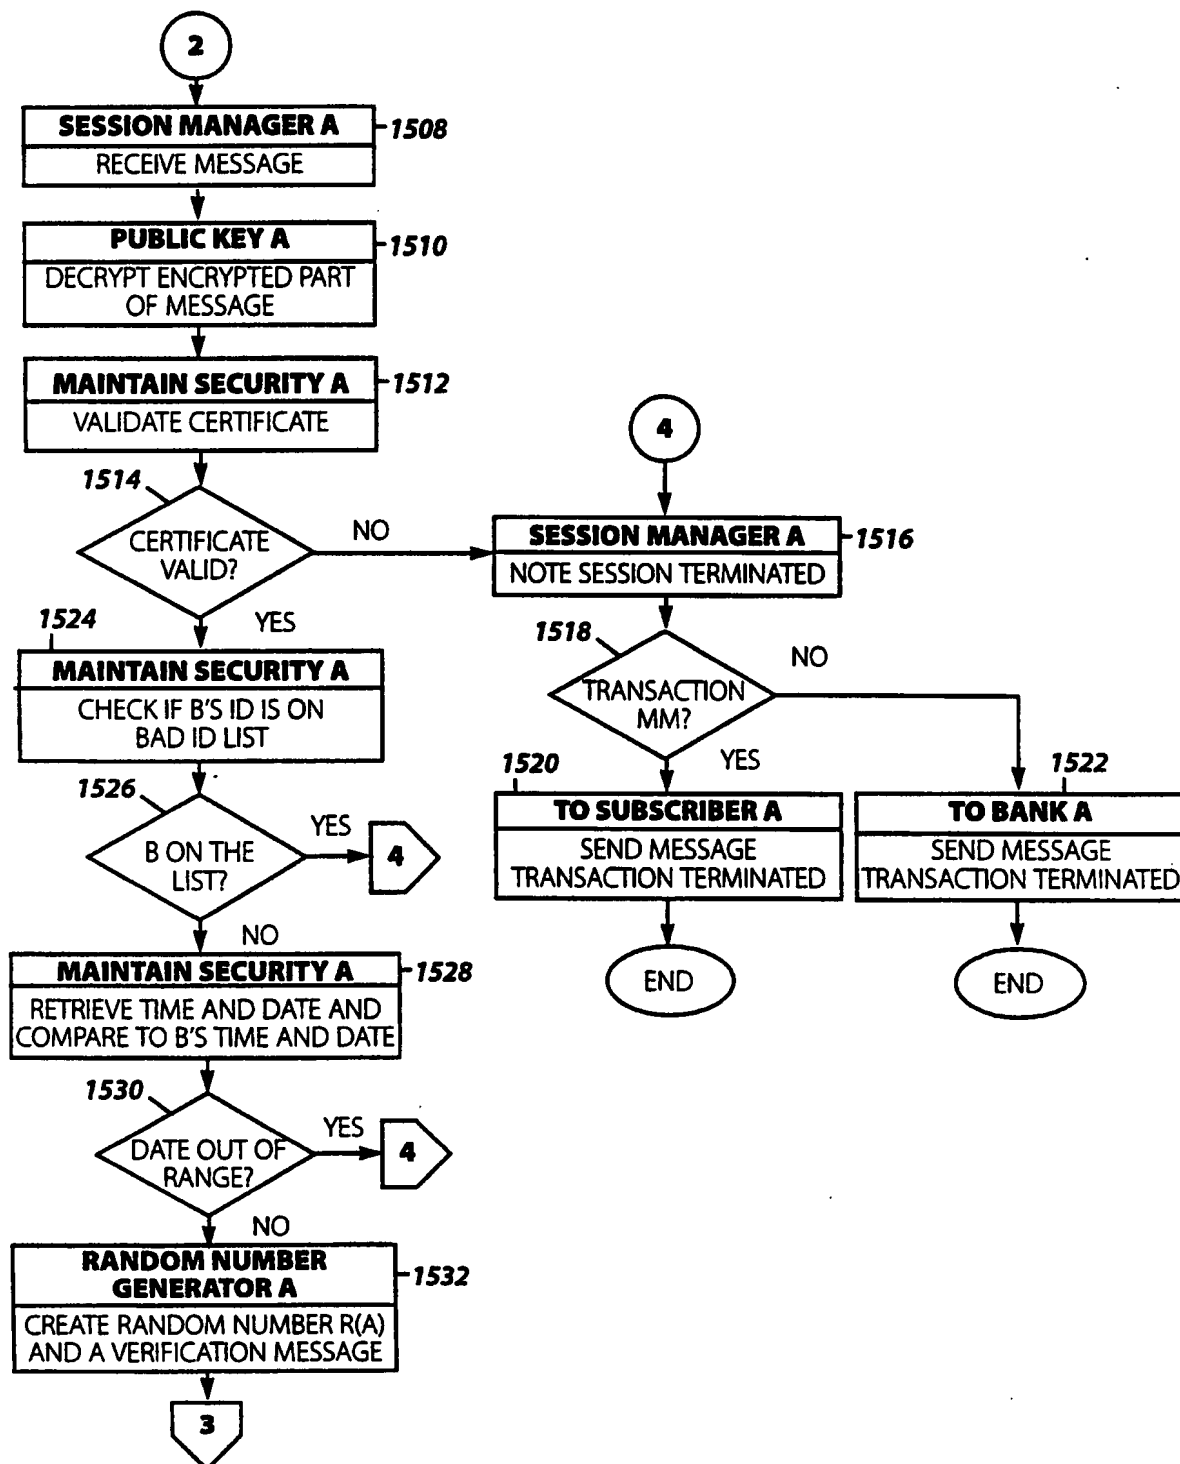 2
SESSION MANAGER A
1508
RECEIVE MESSAGE
PUBLIC KEY A
1510
DECRYPT ENCRYPTED PART
OF MESSAGE
MAINTAIN SECURITY A
1512
VALIDATE CERTIFICATE
1514
CERTIFICATE
VALID?
NO
YES
4
SESSION MANAGER A
1516
NOTE SESSION TERMINATED
1518
TRANSACTION
MM?
NO
YES
1520
TO SUBSCRIBER A
SEND MESSAGE
TRANSACTION TERMINATED
END
1522
TO BANK A
SEND MESSAGE
TRANSACTION TERMINATED
END
1524
MAINTAIN SECURITY A
CHECK IF B'S ID IS ON
BAD ID LIST
1526
B ON THE
LIST?
YES
4
NO
MAINTAIN SECURITY A
1528
RETRIEVE TIME AND DATE AND
COMPARE TO B'S TIME AND DATE
1530
DATE OUT OF
RANGE?
YES
4
NO
RANDOM NUMBER
GENERATOR A
1532
CREATE RANDOM NUMBER R(A)
AND A VERIFICATION MESSAGE
3